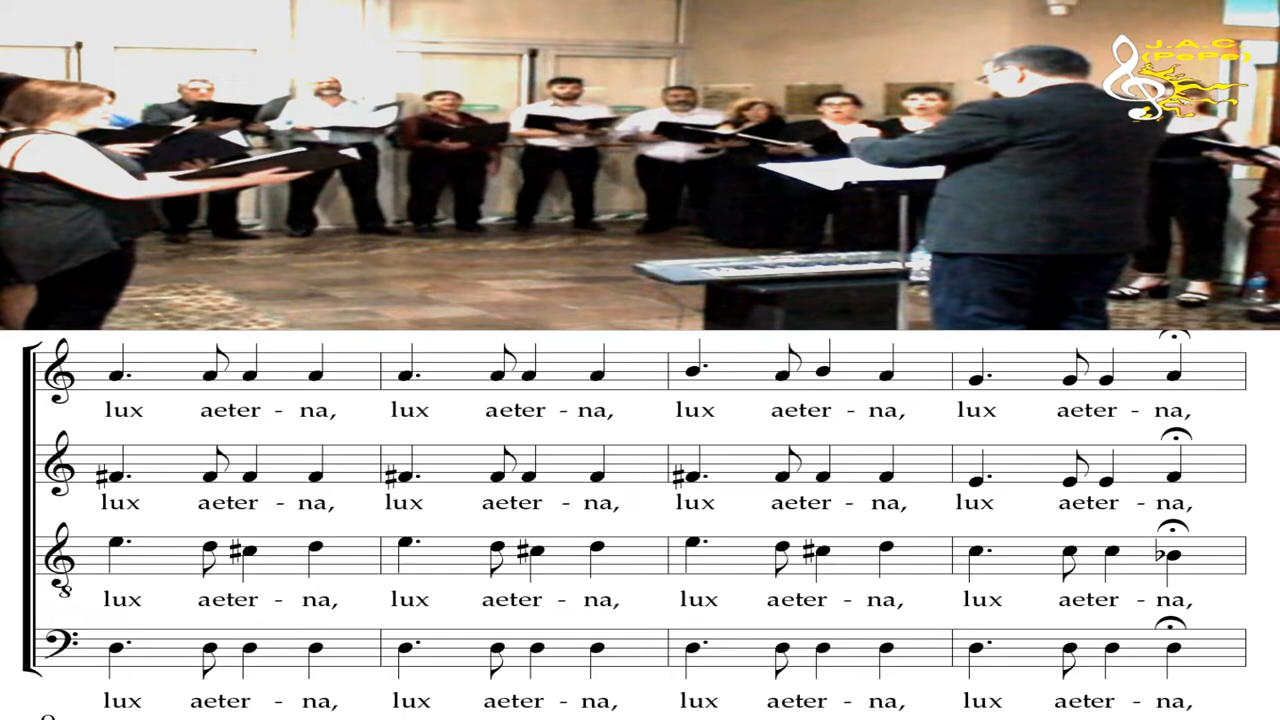 J.A.C.
(PePe)
lux aeter - na, lux aeter - na, lux aeter - na, lux aeter - na,
lux aeter - na, lux aeter - na, lux aeter - na, lux aeter - na,
8
lux aeter - na, lux aeter - na, lux aeter - na, lux aeter - na,
lux aeter - na, lux aeter - na, lux aeter - na, lux aeter - na,